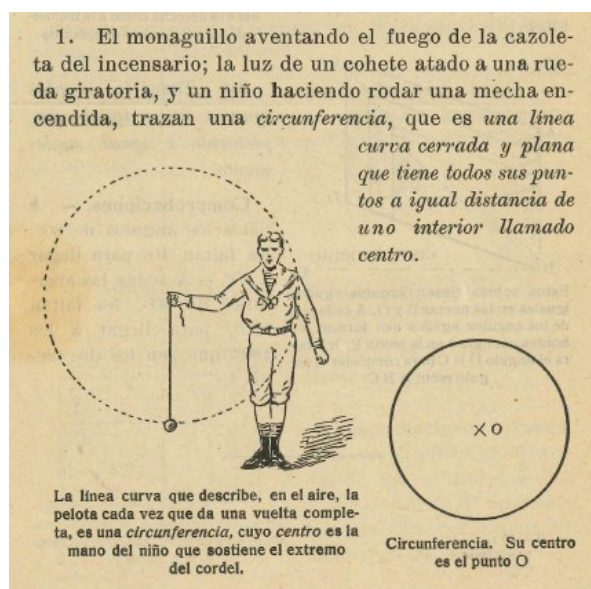 1. El monaguillo aventando el fuego de la cazole-
ta del incensario; la luz de un cohete atado a una rue-
da giratoria, y un niño haciendo rodar una mecha en-
cendida, trazan una circunferencia, que es una línea
curva cerrada y plana
que tiene todos sus pun-
tos a igual distancia de
uno interior llamado
centro.
×o
La línea curva que describe, en el aire, la
pelota cada vez que da una vuelta comple-
ta, es una circunferencia, cuyo centro es la
mano del niño que sostiene el extremo
del cordel.
Circunferencia. Su centro
es el punto O